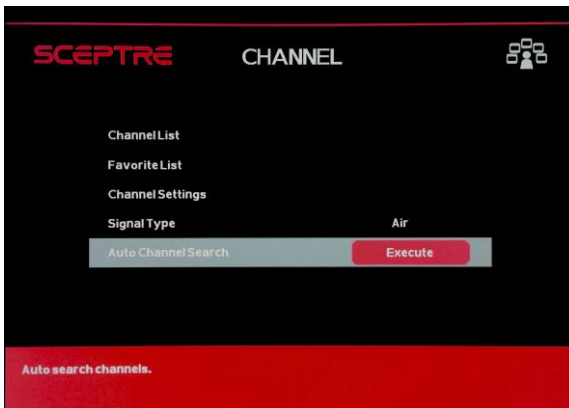 SCEPTRE CHANNEL
Channel List
Favorite List
Channel Settings
Signal Type Air
Auto Channel Search Execute
Auto search channels.